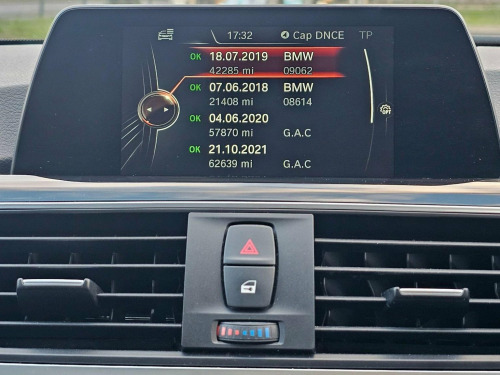 17:32 Cap DNCE TP
OK 18.07.2019 BMW
42285 mi 09062
OK 07.06.2018 BMW
21408 mi 08614
OK 04.06.2020
57870 mi G.A.C
OK 21.10.2021
62639 mi G.A.C
OPT